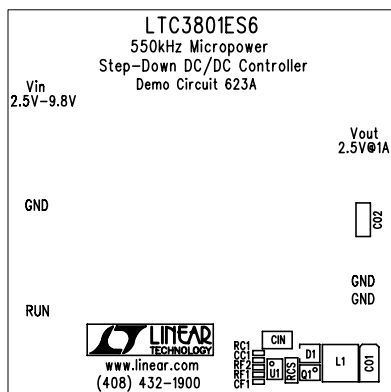 LTC3801ES6
550kHz Micropower
Step-Down DC/DC Controller
Demo Circuit 623A
Vin
2.5V-9.8V
Vout
2.5V@1A
GND
CO2
GND
GND
RUN
LT LINEAR
TECHNOLOGY
www.linear.com
(408) 432-1900
RC1
CC1
RF2
RF1
CF1
CIN
U1
RCS
D1
Q1
L1
CO1